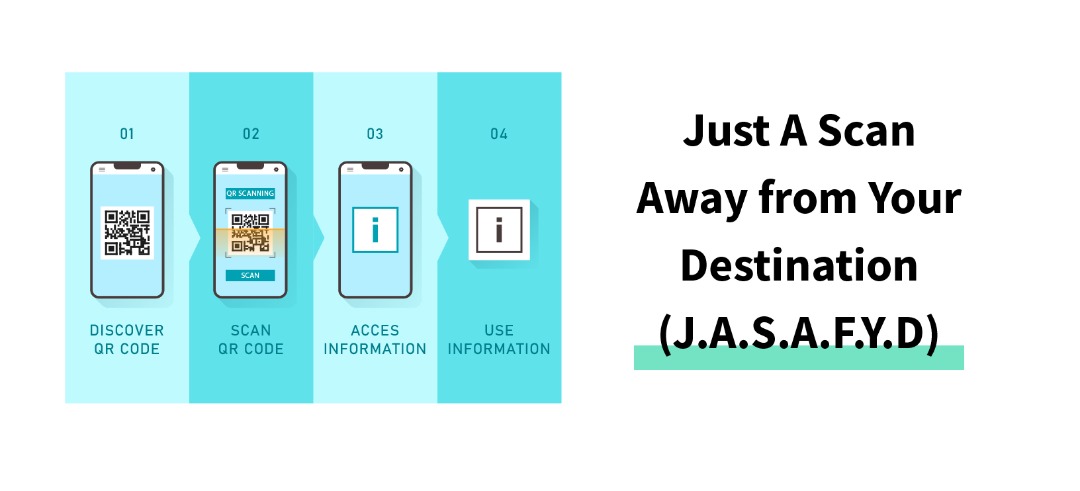 01
DISCOVER
QR CODE
02
QR SCANNING
SCAN
SCAN
QR CODE
03
i
ACCES
INFORMATION
04
i
USE
INFORMATION
Just A Scan
Away from Your
Destination
(J.A.S.A.F.Y.D)